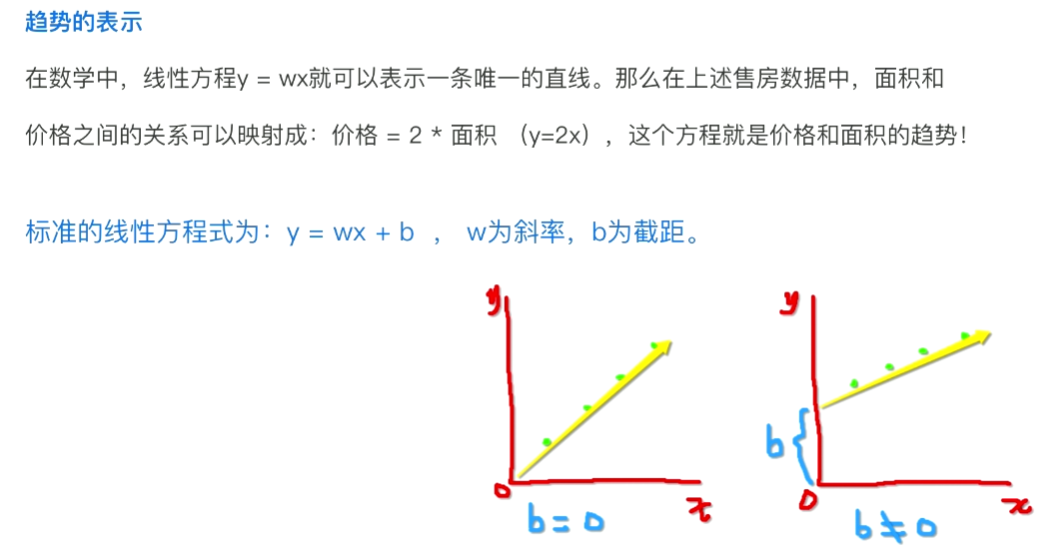 趋势的表示
在数学中，线性方程y = wx就可以表示一条唯一的直线。那么在上述售房数据中，面积和
价格之间的关系可以映射成：价格 = 2 * 面积 （y=2x），这个方程就是价格和面积的趋势！
标准的线性方程式为：y = wx + b ， w为斜率，b为截距。
y
y
b
0
x
0
x
b = 0
b ≠ 0